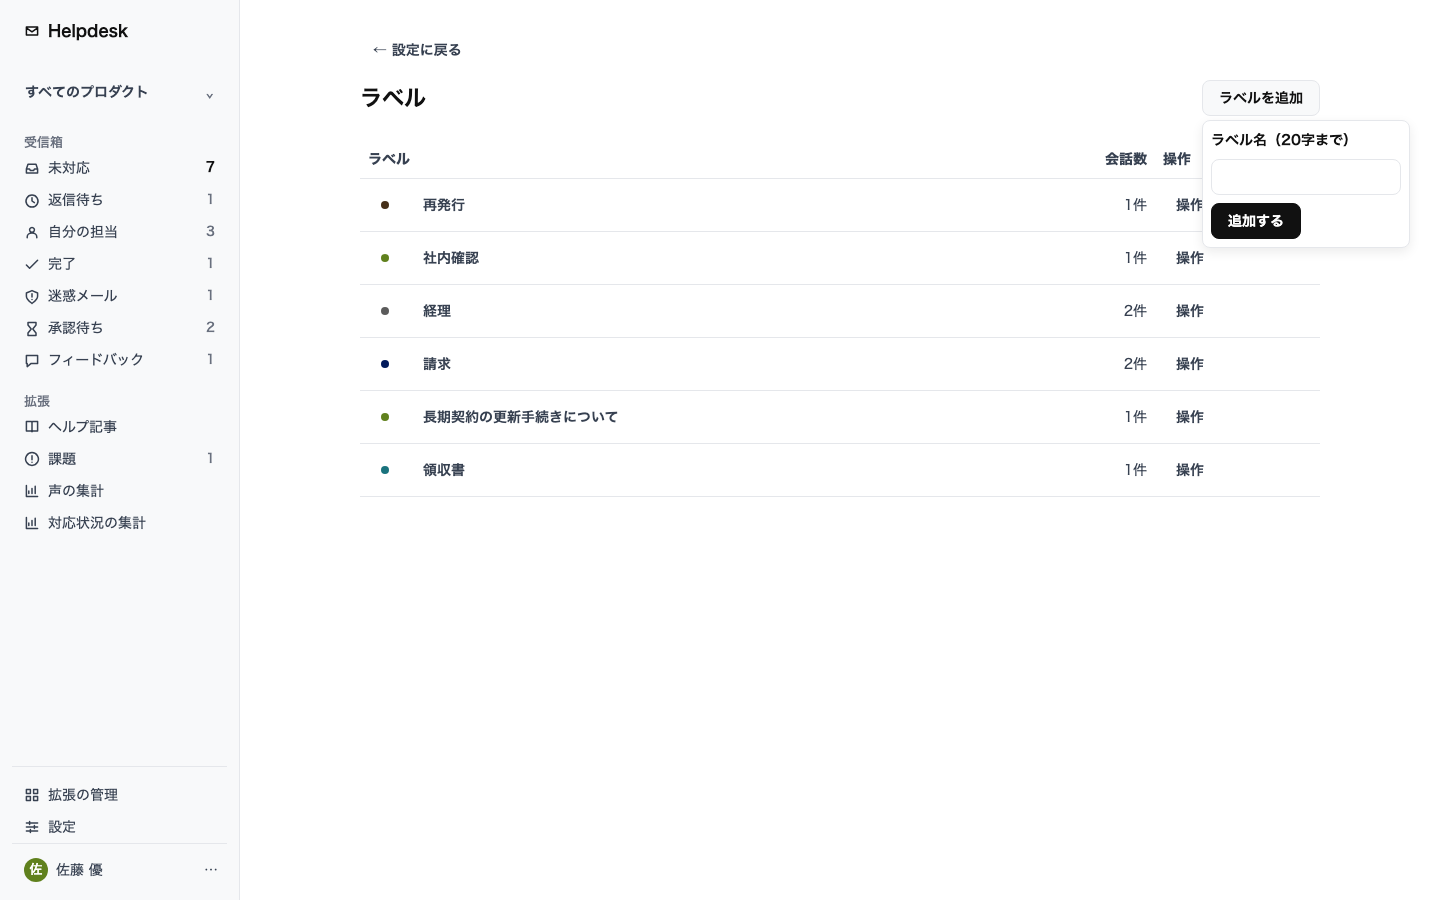 Helpdesk
すべてのプロダクト
受信箱
未対応 7
返信待ち 1
自分の担当 3
完了 1
迷惑メール 1
承認待ち 2
フィードバック 1
拡張
ヘルプ記事
課題 1
声の集計
対応状況の集計
拡張の管理
設定
佐 佐藤 優 …
← 設定に戻る
ラベル
ラベルを追加
ラベル名（20字まで）
追加する
ラベル 会話数 操作
再発行 1件 操作
社内確認 1件 操作
経理 2件 操作
請求 2件 操作
長期契約の更新手続きについて 1件 操作
領収書 1件 操作